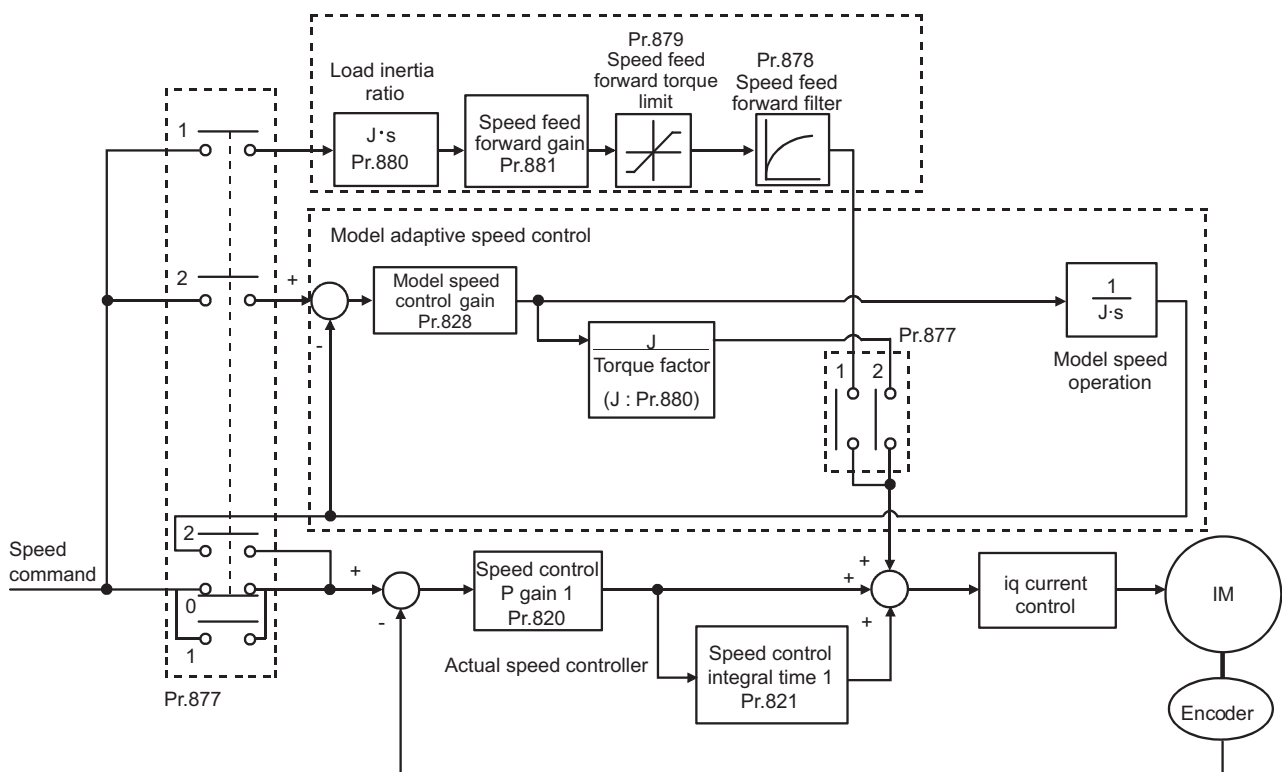 Pr.879
Speed feed
forward torque
limit
Pr.878
Speed feed
forward filter
Load inertia
ratio
1
J·s
Pr.880
Speed feed
forward gain
Pr.881
Model adaptive speed control
2
+
-
Model speed
control gain
Pr.828
J
Torque factor
(J : Pr.880)
Pr.877
1
2
1
J·s
Model speed
operation
Speed
command
2
0
1
Pr.877
+
-
Speed control
P gain 1
Pr.820
Actual speed controller
Speed control
integral time 1
Pr.821
+
+
+
iq current
control
IM
Encoder